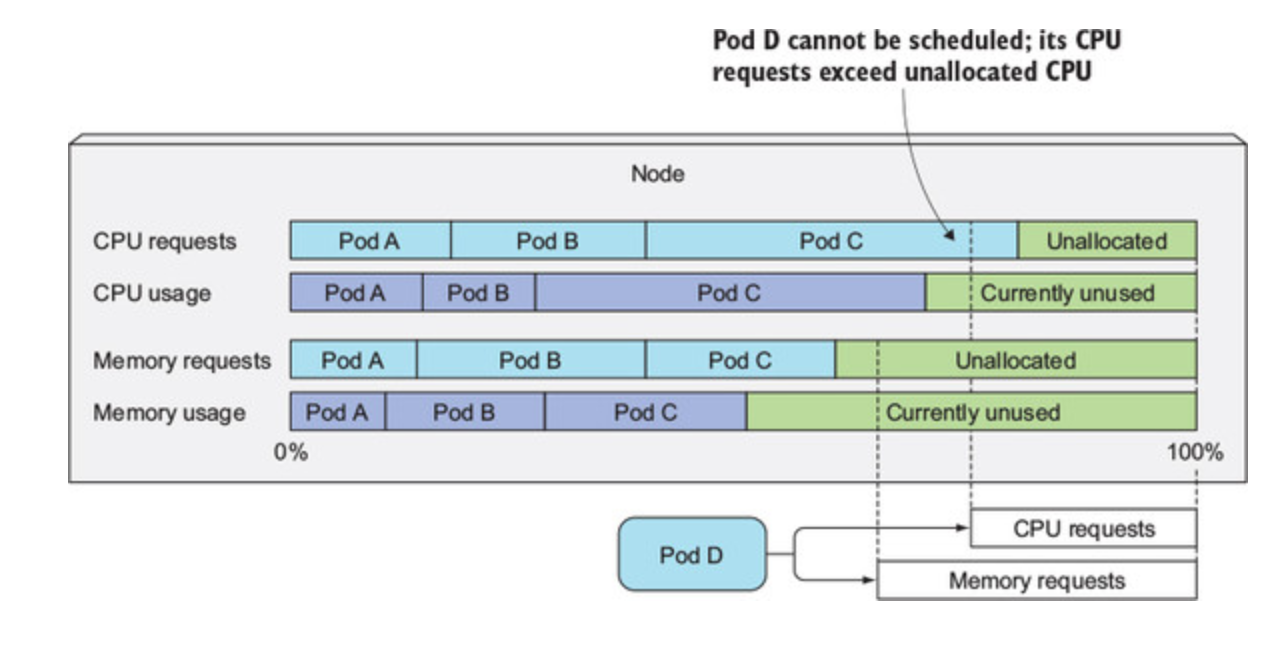 Pod D cannot be scheduled; its CPU
requests exceed unallocated CPU
Node
CPU requests Pod A Pod B Pod C Unallocated
CPU usage Pod A Pod B Pod C Currently unused
Memory requests Pod A Pod B Pod C Unallocated
Memory usage Pod A Pod B Pod C Currently unused
0% 100%
CPU requests
Pod D
Memory requests